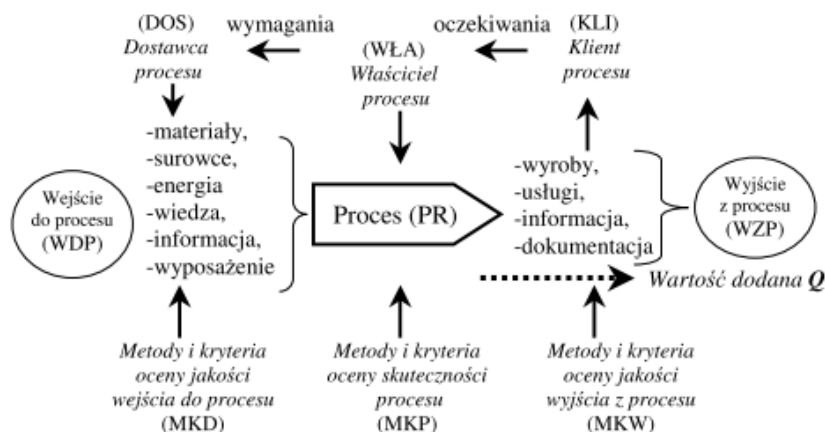 (DOS)
Dostawca
procesu
wymagania
(WŁA)
Właściciel
procesu
oczekiwania
(KLI)
Klient
procesu
Wejście
do procesu
(WDP)
-materiały,
-surowce,
-energia
-wiedza,
-informacja,
-wyposażenie
Proces (PR)
-wyroby,
-usługi,
-informacja,
-dokumentacja
Wyjście
z procesu
(WZP)
Wartość dodana Q
Metody i kryteria
oceny jakości
wejścia do procesu
(MKD)
Metody i kryteria
oceny skuteczności
procesu
(MKP)
Metody i kryteria
oceny jakości
wyjścia z procesu
(MKW)